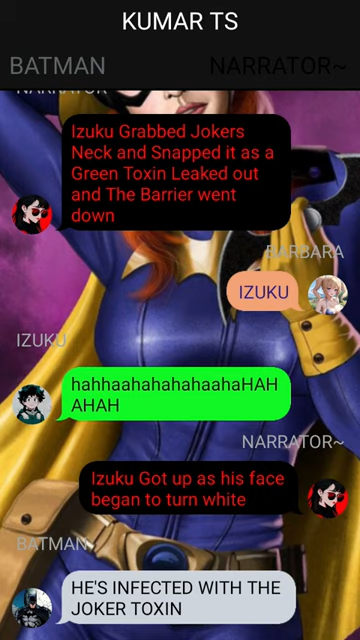 KUMAR TS
BATMAN
NARRATOR~
NARRATOR~
Izuku Grabbed Jokers
Neck and Snapped it as a
Green Toxin Leaked out
and The Barrier went
down
BARBARA
IZUKU
IZUKU
hahhaahahahahaahaHAH
AHAH
NARRATOR~
Izuku Got up as his face
began to turn white
BATMAN
HE'S INFECTED WITH THE
JOKER TOXIN